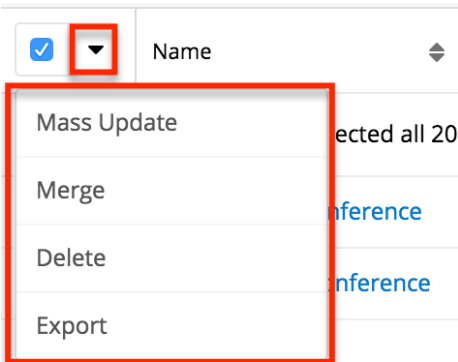 Name
Mass Update
ected all 20
Merge
nference
Delete
nference
Export